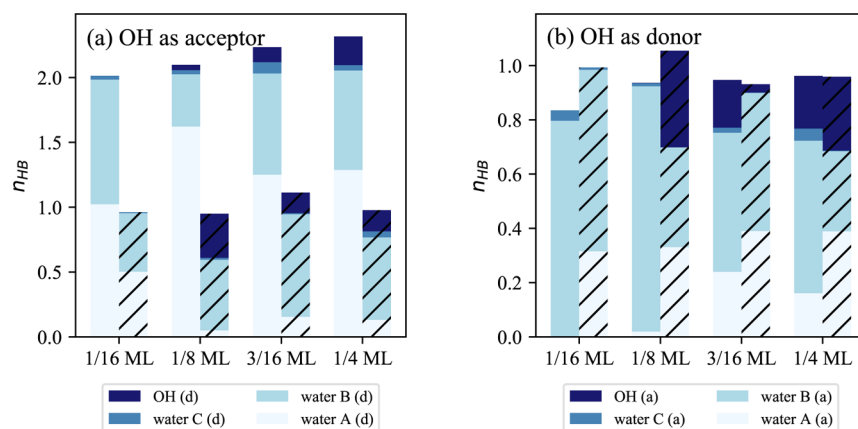 (a) OH as acceptor
n_HB
2.0
1.5
1.0
0.5
0.0
1/16 ML 1/8 ML 3/16 ML 1/4 ML
OH (d) water B (d)
water C (d) water A (d)
(b) OH as donor
n_HB
1.0
0.8
0.6
0.4
0.2
0.0
1/16 ML 1/8 ML 3/16 ML 1/4 ML
OH (a) water B (a)
water C (a) water A (a)